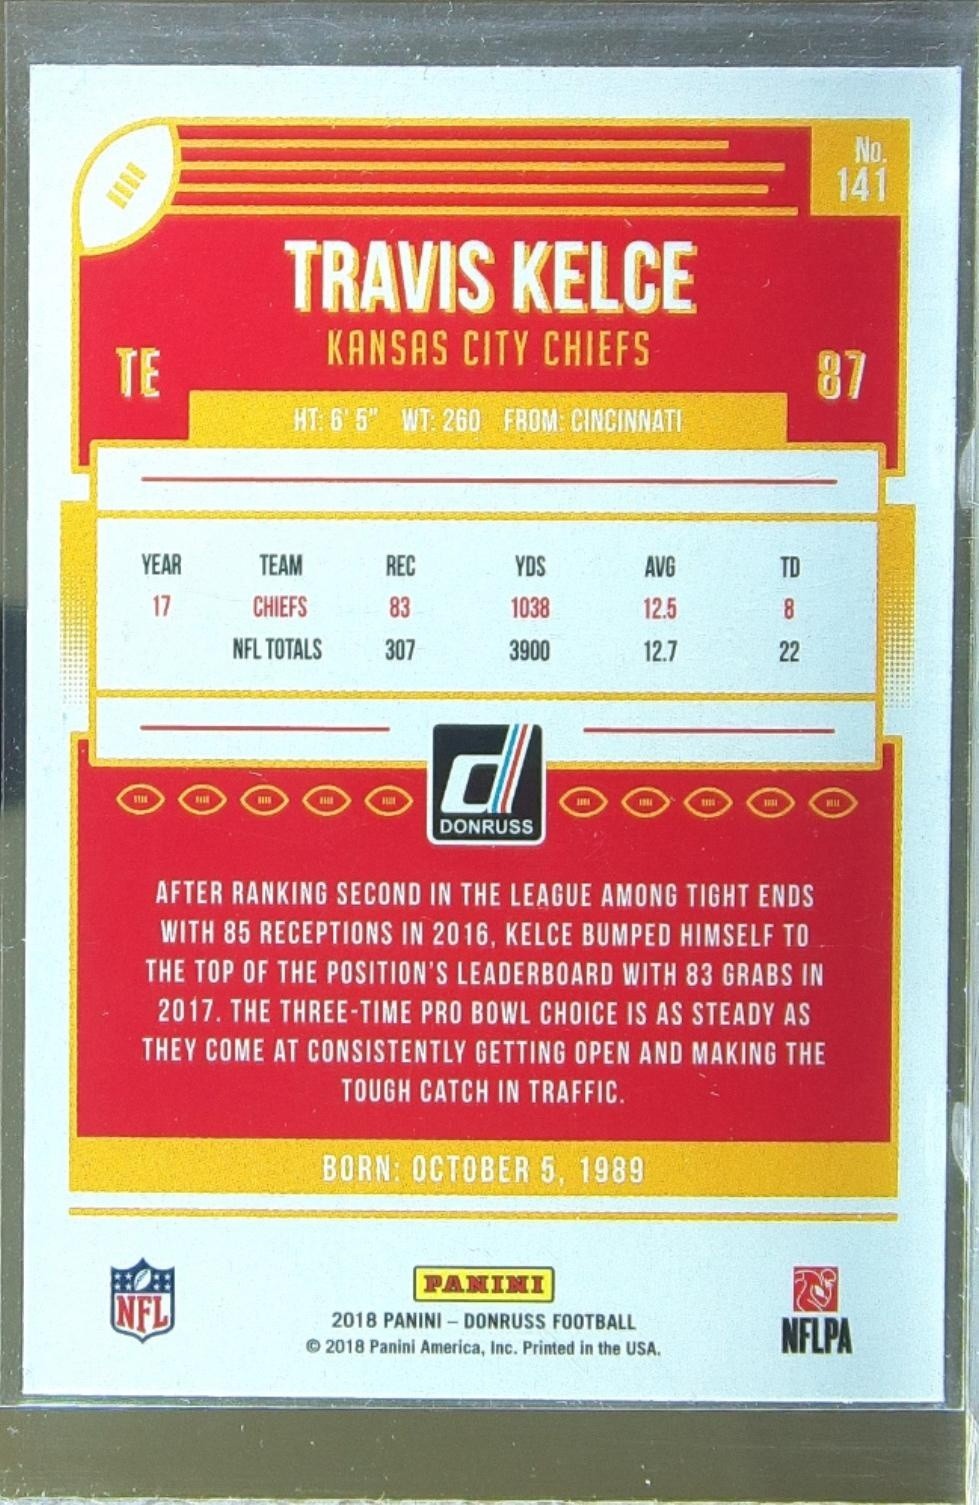 No.
141
TRAVIS KELCE
KANSAS CITY CHIEFS
TE
87
HT: 6' 5" WT: 260 FROM: CINCINNATI
YEAR TEAM REC YDS AVG TD
17 CHIEFS 83 1038 12.5 8
NFL TOTALS 307 3900 12.7 22
d
DONRUSS
AFTER RANKING SECOND IN THE LEAGUE AMONG TIGHT ENDS
WITH 85 RECEPTIONS IN 2016, KELCE BUMPED HIMSELF TO
THE TOP OF THE POSITION'S LEADERBOARD WITH 83 GRABS IN
2017. THE THREE-TIME PRO BOWL CHOICE IS AS STEADY AS
THEY COME AT CONSISTENTLY GETTING OPEN AND MAKING THE
TOUGH CATCH IN TRAFFIC.
BORN: OCTOBER 5, 1989
NFL
PANINI
2018 PANINI – DONRUSS FOOTBALL
© 2018 Panini America, Inc. Printed in the USA.
NFLPA